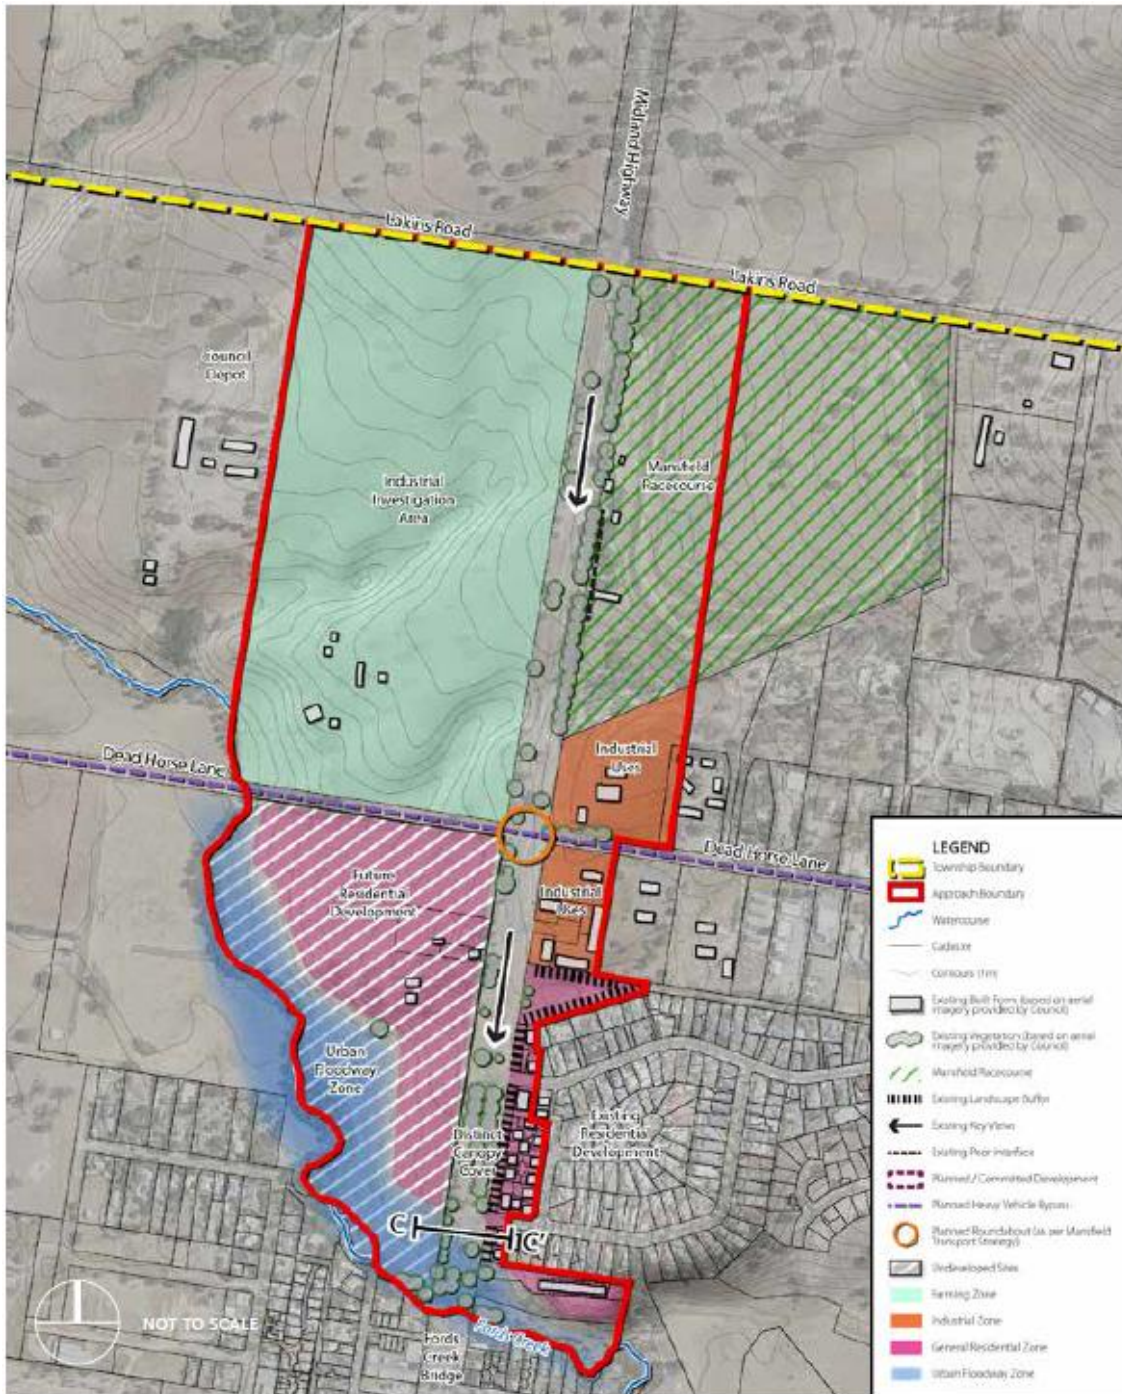 Midland Highway
Lakins Road
Lakins Road
Council
Depot
Industrial
Investigation
Area
Mansfield
Racecourse
Dead Horse Lane
Industrial
Uses
Dead Horse Lane
Future
Residential
Development
Industrial
Uses
Urban
Floodway
Zone
Existing
Residential
Development
Distinct
Canopy
Cover
C
C'
NOT TO SCALE
Fords Creek
Fords
Creek
Bridge
LEGEND
Township Boundary
Approach Boundary
Watercourse
Cadastre
Contours (1m)
Existing Built Form (based on aerial
imagery provided by Council)
Existing Vegetation (based on aerial
imagery provided by Council)
Mansfield Racecourse
Existing Landscape Buffer
Existing Key Views
Existing Poor Interface
Planned / Committed Development
Planned Heavy Vehicle Bypass
Planned Roundabout (as per Mansfield
Transport Strategy)
Undeveloped Sites
Farming Zone
Industrial Zone
General Residential Zone
Urban Floodway Zone